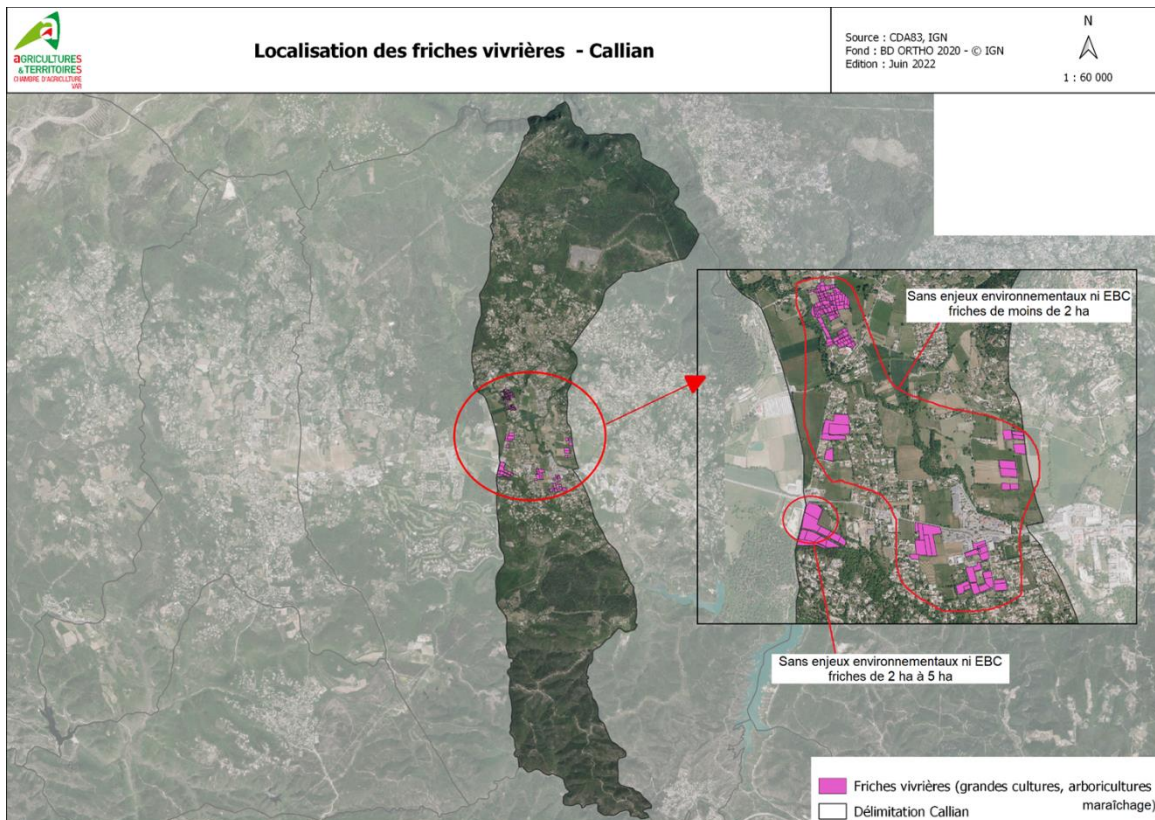 AGRICULTURES
& TERRITOIRES
CHAMBRE D'AGRICULTURE
VAR
Localisation des friches vivrières - Callian
Source : CDA83, IGN
Fond : BD ORTHO 2020 - © IGN
Edition : Juin 2022
N
1 : 60 000
Sans enjeux environnementaux ni EBC
friches de moins de 2 ha
Sans enjeux environnementaux ni EBC
friches de 2 ha à 5 ha
Friches vivrières (grandes cultures, arboricultures
maraîchage)
Délimitation Callian